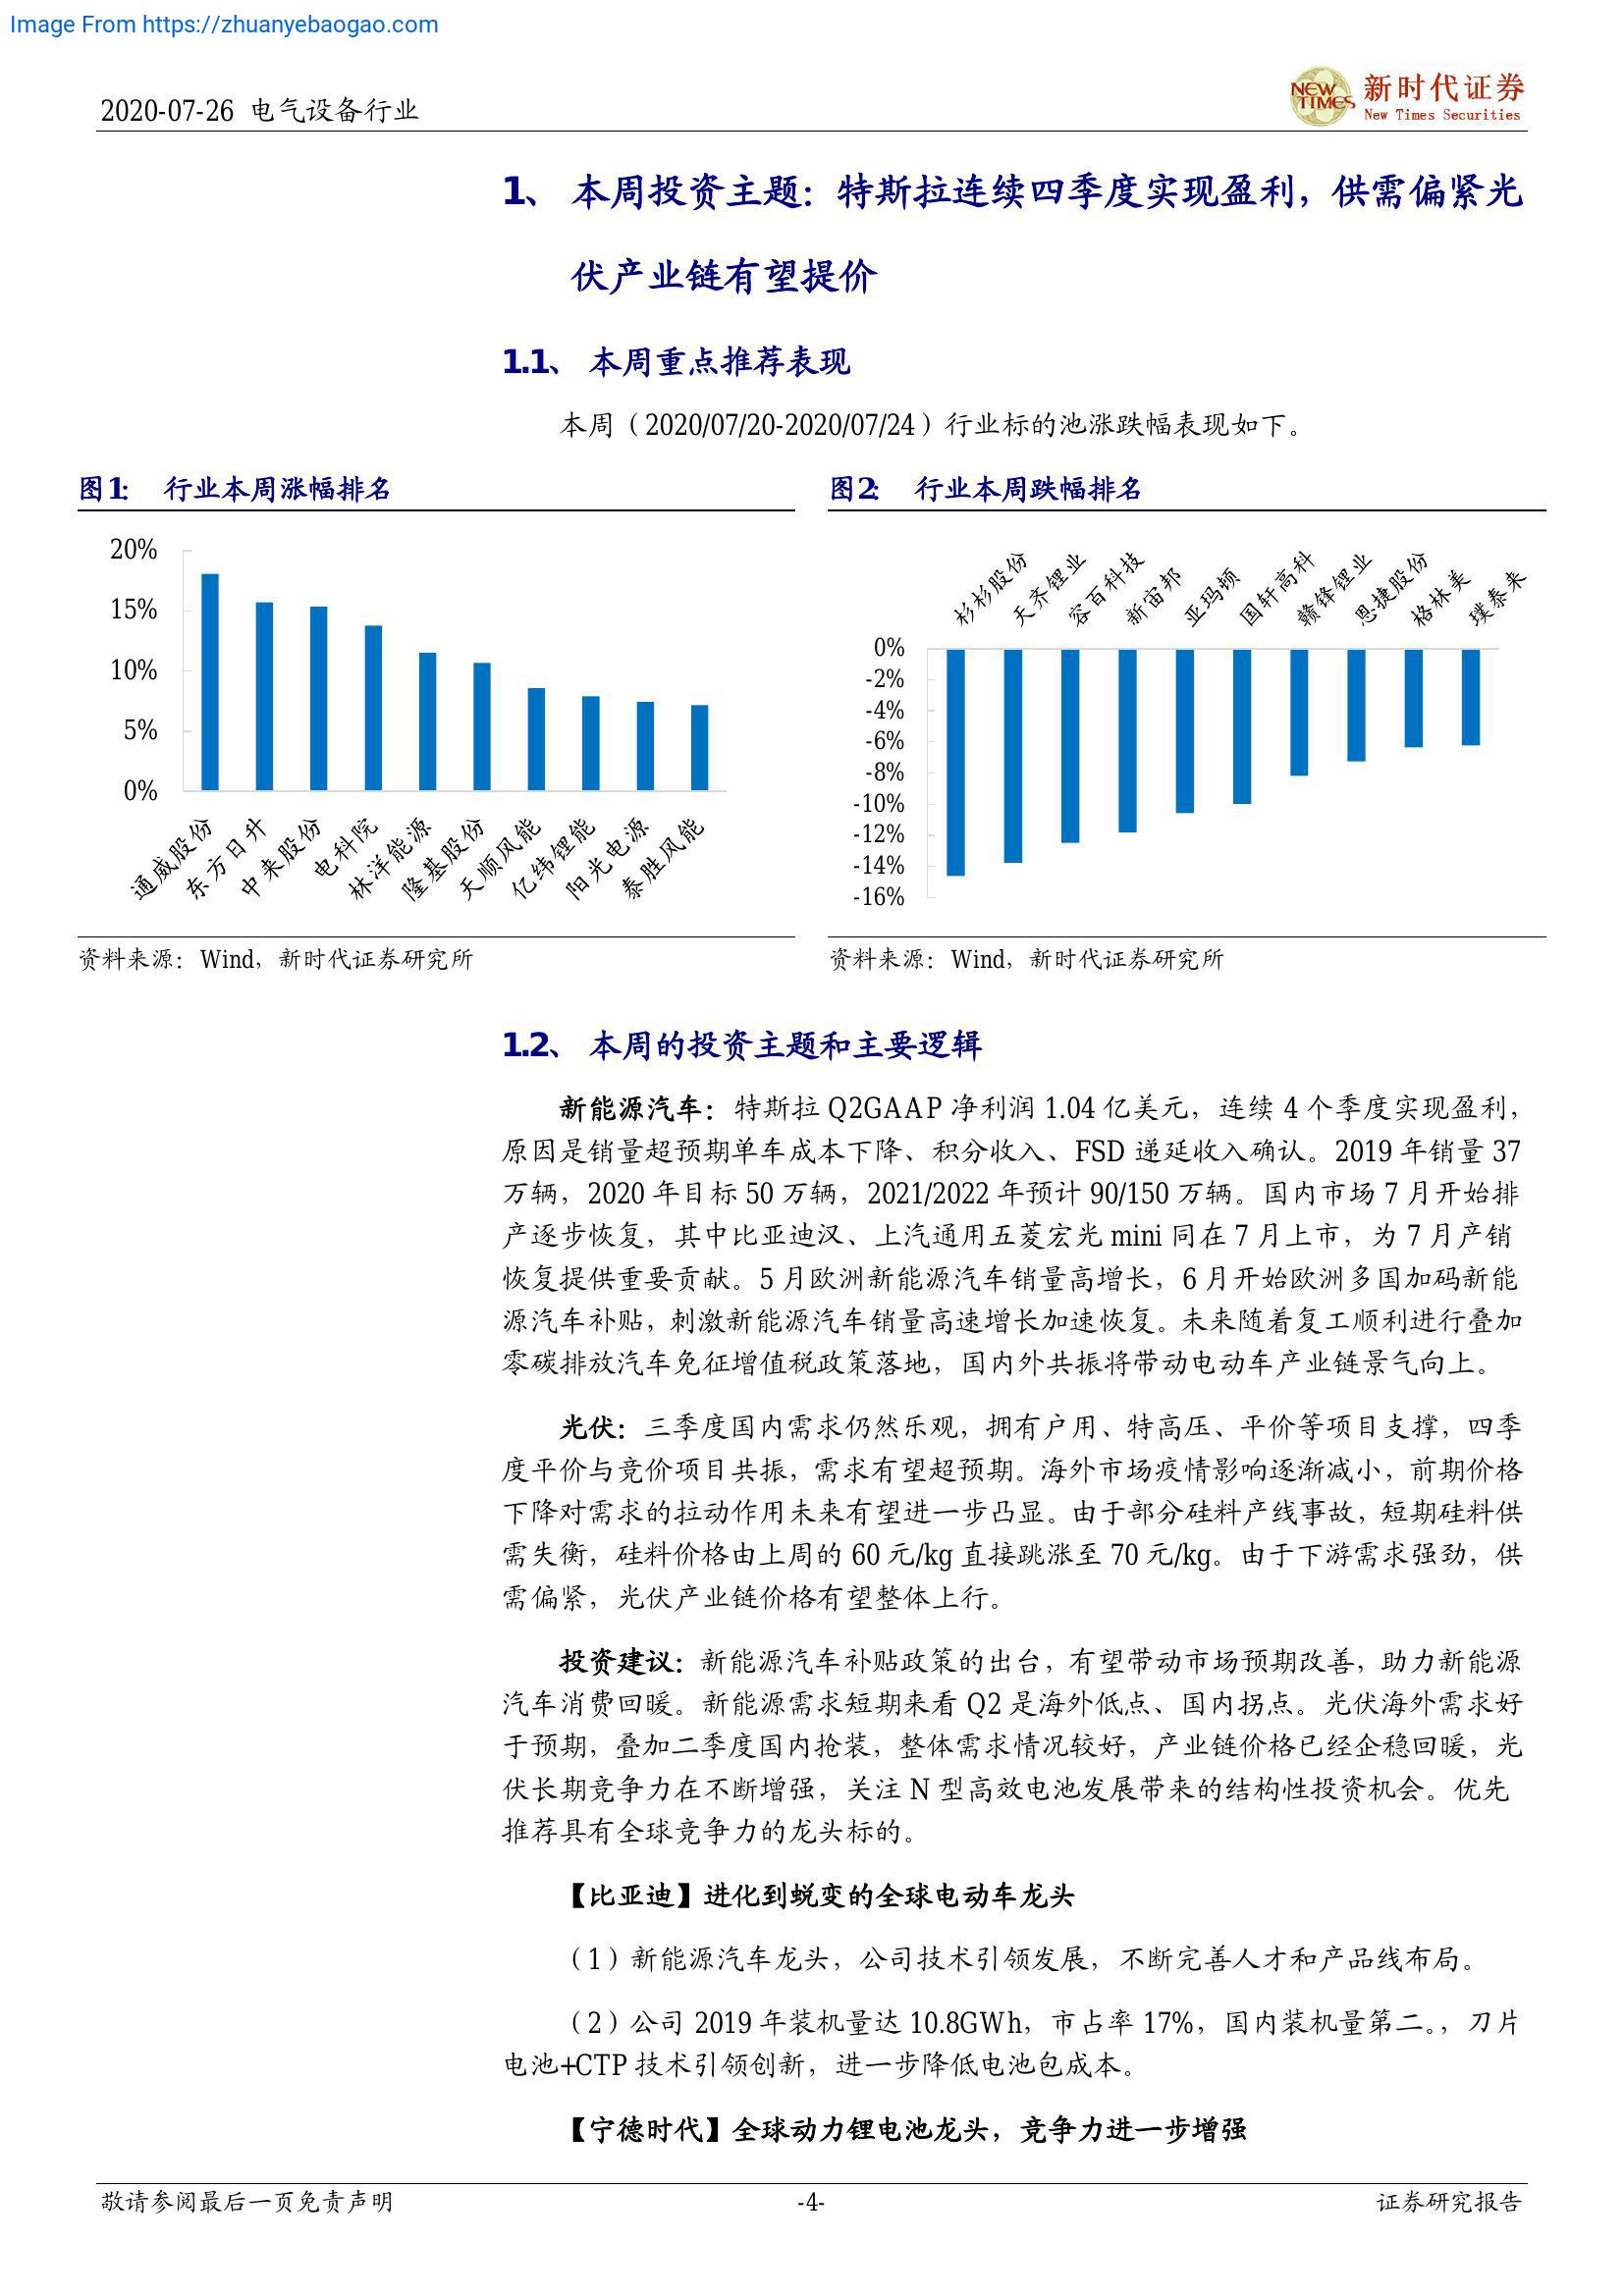 Image From https://zhuanyebaogao.com
2020-07-26 电气设备行业
NEW TIMES
新时代证券
New Times Securities
1、 本周投资主题：特斯拉连续四季度实现盈利，供需偏紧光
伏产业链有望提价
1.1、 本周重点推荐表现
本周（2020/07/20-2020/07/24）行业标的池涨跌幅表现如下。
图1： 行业本周涨幅排名
20%
15%
10%
5%
0%
通威股份
东方日升
中来股份
电科院
林洋能源
隆基股份
天顺风能
亿纬锂能
阳光电源
泰胜风能
资料来源：Wind，新时代证券研究所
图2： 行业本周跌幅排名
杉杉股份
天齐锂业
容百科技
新宙邦
亚玛顿
国轩高科
赣锋锂业
恩捷股份
格林美
璞泰来
0%
-2%
-4%
-6%
-8%
-10%
-12%
-14%
-16%
资料来源：Wind，新时代证券研究所
1.2、 本周的投资主题和主要逻辑
新能源汽车：特斯拉 Q2GAAP 净利润 1.04 亿美元，连续 4 个季度实现盈利，
原因是销量超预期单车成本下降、积分收入、FSD 递延收入确认。2019 年销量 37
万辆，2020 年目标 50 万辆，2021/2022 年预计 90/150 万辆。国内市场 7 月开始排
产逐步恢复，其中比亚迪汉、上汽通用五菱宏光 mini 同在 7 月上市，为 7 月产销
恢复提供重要贡献。5 月欧洲新能源汽车销量高增长，6 月开始欧洲多国加码新能
源汽车补贴，刺激新能源汽车销量高速增长加速恢复。未来随着复工顺利进行叠加
零碳排放汽车免征增值税政策落地，国内外共振将带动电动车产业链景气向上。
光伏：三季度国内需求仍然乐观，拥有户用、特高压、平价等项目支撑，四季
度平价与竞价项目共振，需求有望超预期。海外市场疫情影响逐渐减小，前期价格
下降对需求的拉动作用未来有望进一步凸显。由于部分硅料产线事故，短期硅料供
需失衡，硅料价格由上周的 60 元/kg 直接跳涨至 70 元/kg。由于下游需求强劲，供
需偏紧，光伏产业链价格有望整体上行。
投资建议：新能源汽车补贴政策的出台，有望带动市场预期改善，助力新能源
汽车消费回暖。新能源需求短期来看 Q2 是海外低点、国内拐点。光伏海外需求好
于预期，叠加二季度国内抢装，整体需求情况较好，产业链价格已经企稳回暖，光
伏长期竞争力在不断增强，关注 N 型高效电池发展带来的结构性投资机会。优先
推荐具有全球竞争力的龙头标的。
【比亚迪】进化到蜕变的全球电动车龙头
（1）新能源汽车龙头，公司技术引领发展，不断完善人才和产品线布局。
（2）公司 2019 年装机量达 10.8GWh，市占率 17%，国内装机量第二。，刀片
电池+CTP 技术引领创新，进一步降低电池包成本。
【宁德时代】全球动力锂电池龙头，竞争力进一步增强
敬请参阅最后一页免责声明
-4-
证券研究报告